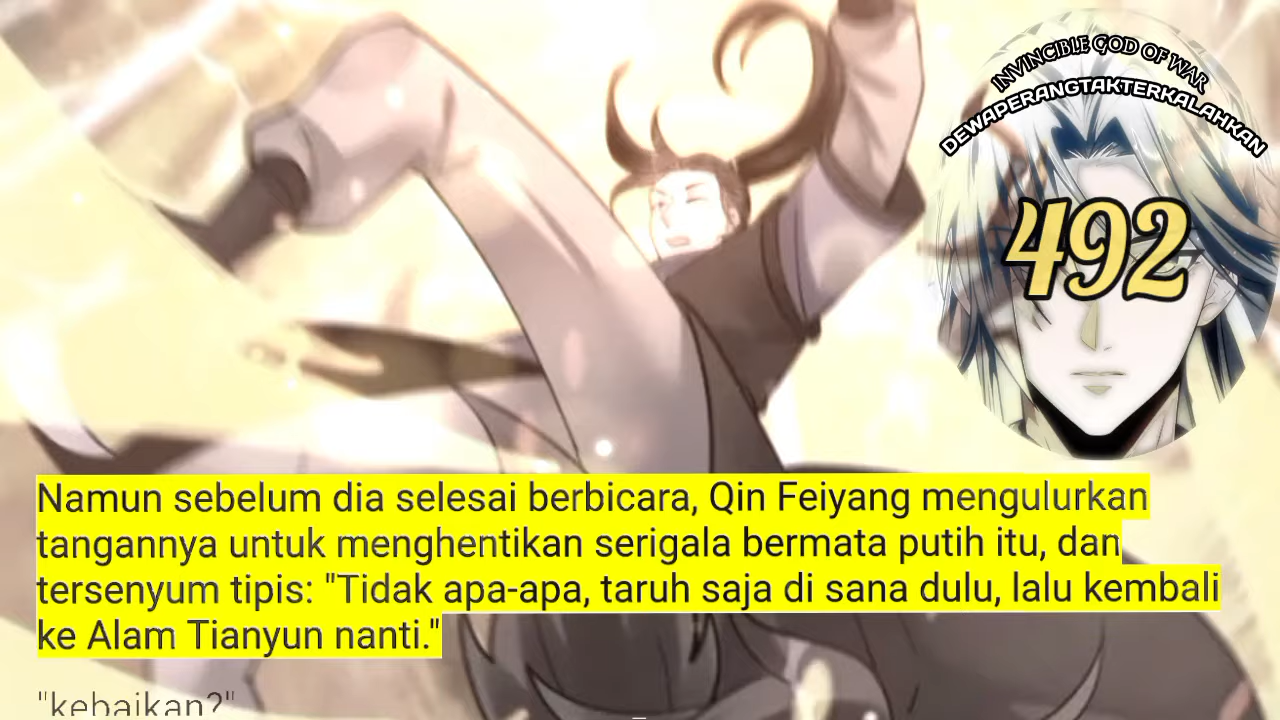 INVINCIBLE GOD OF WAR
DEWAPERANGTAKTERKALAHKAN
492
Namun sebelum dia selesai berbicara, Qin Feiyang mengulurkan
tangannya untuk menghentikan serigala bermata putih itu, dan
tersenyum tipis: "Tidak apa-apa, taruh saja di sana dulu, lalu kembali
ke Alam Tianyun nanti."
"kebaikan?"